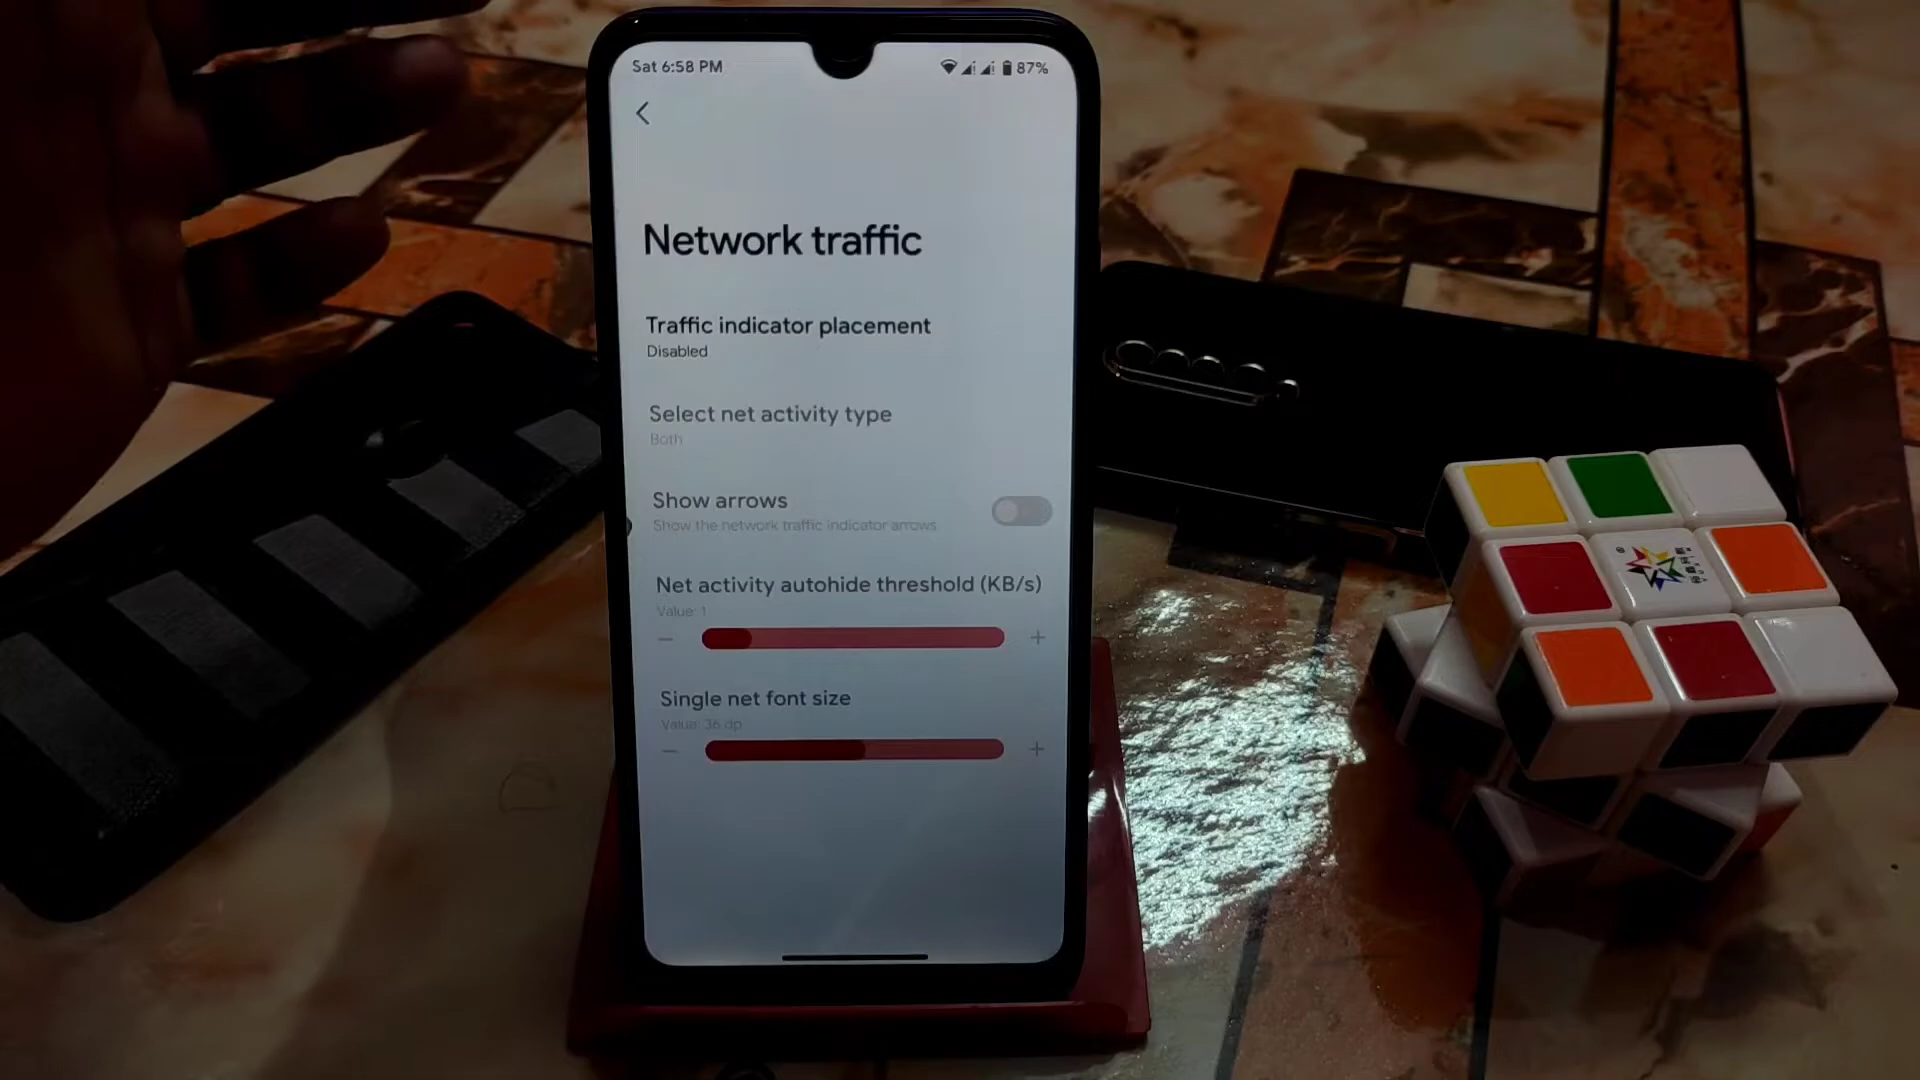 Sat 6:58 PM
87%
Network traffic
Traffic indicator placement
Disabled
Select net activity type
Both
Show arrows
Show the network traffic indicator arrows
Net activity autohide threshold (KB/s)
Value: 1
− +
Single net font size
Value: 36 dp
− +